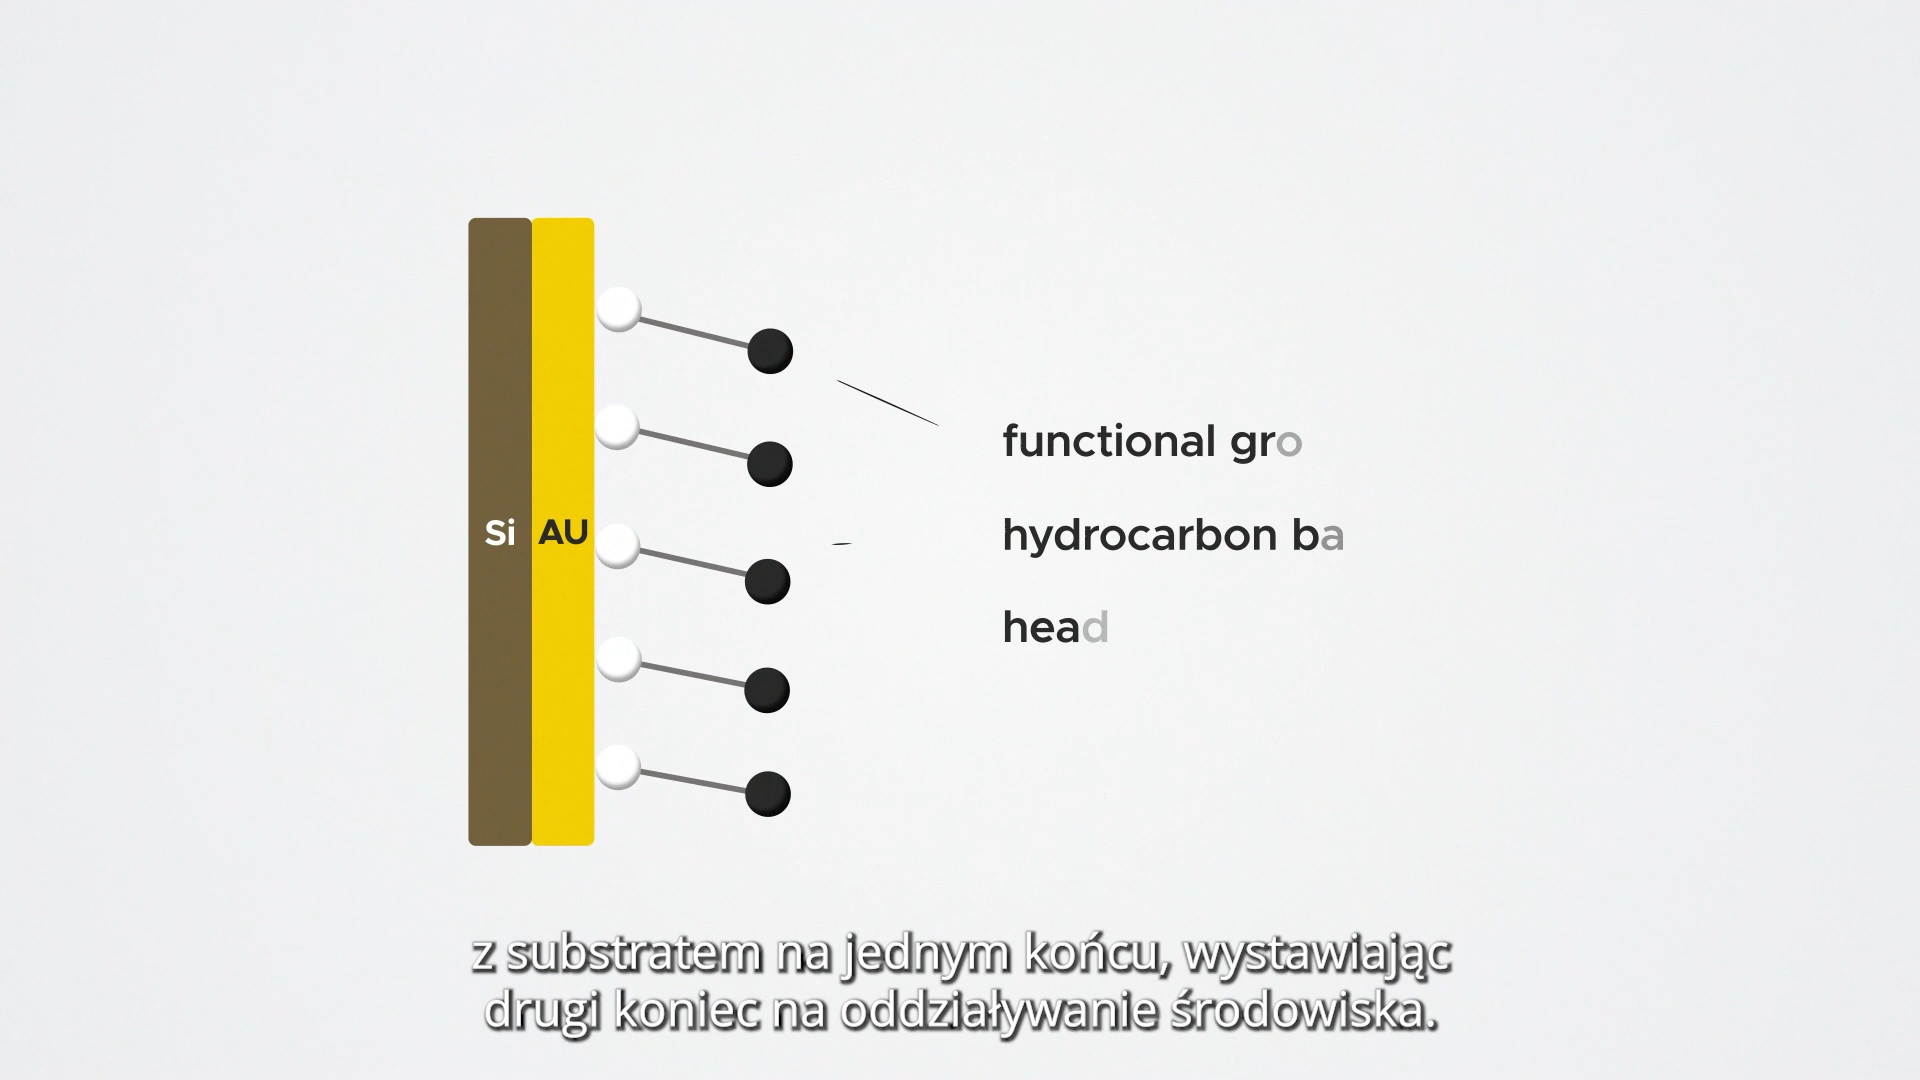 functional gro
Si AU
hydrocarbon ba
head
z substratem na jednym końcu, wystawiając
drugi koniec na oddziaływanie środowiska.